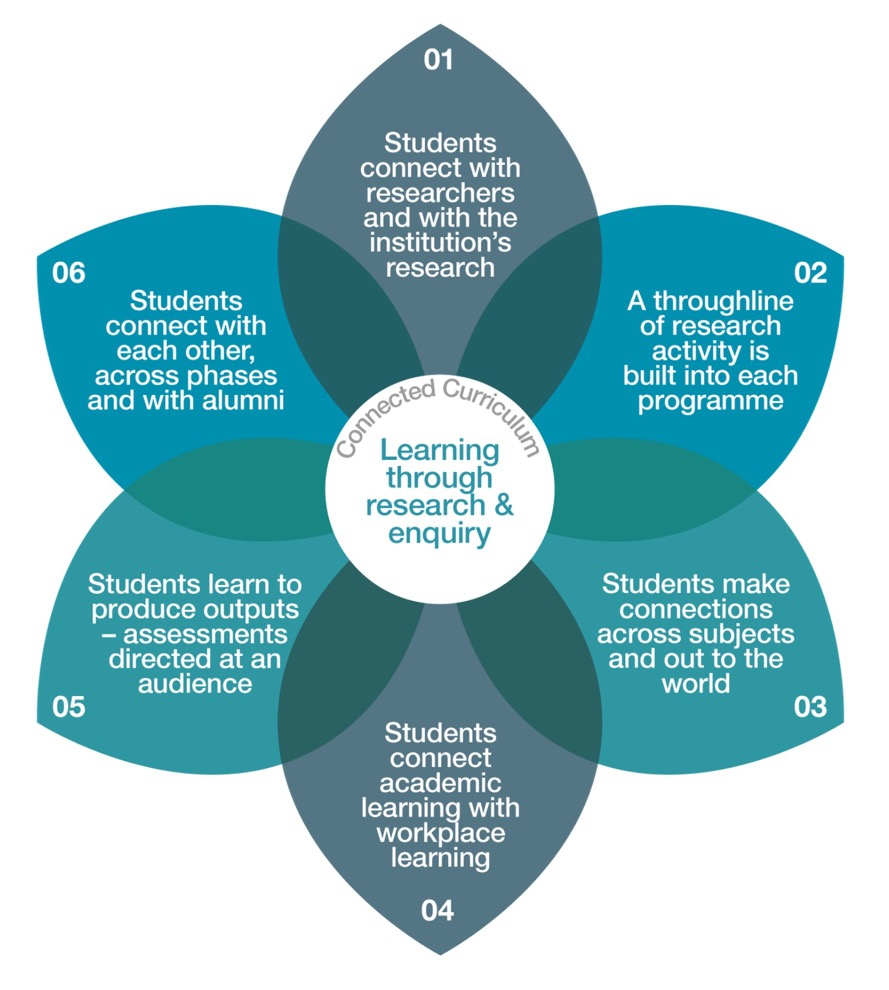 01
Students
connect with
researchers
and with the
institution’s
research
02
A throughline
of research
activity is
built into each
programme
03
Students make
connections
across subjects
and out to the
world
04
Students
connect
academic
learning with
workplace
learning
05
Students learn to
produce outputs
– assessments
directed at an
audience
06
Students
connect with
each other,
across phases
and with alumni
Connected Curriculum
Learning
through
research &
enquiry